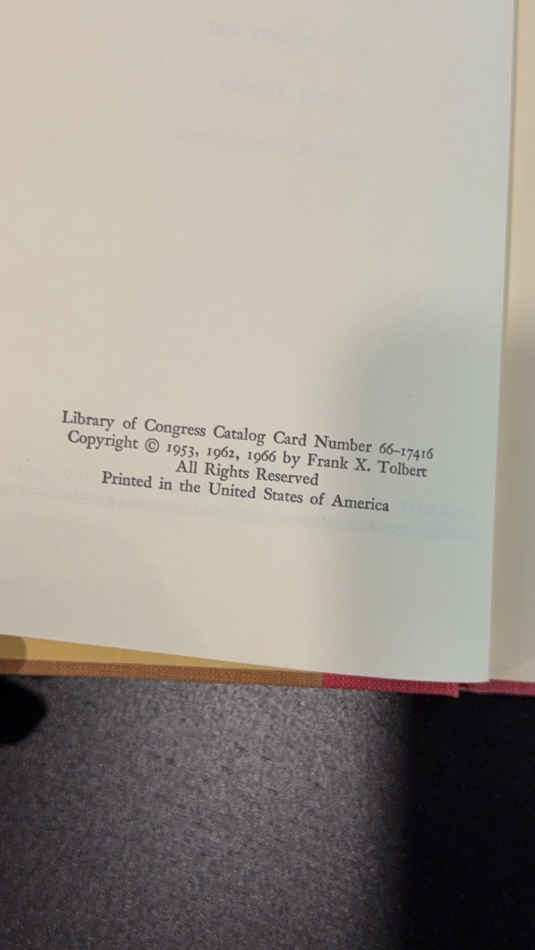 Library of Congress Catalog Card Number 66–17416
Copyright © 1953, 1962, 1966 by Frank X. Tolbert
All Rights Reserved
Printed in the United States of America